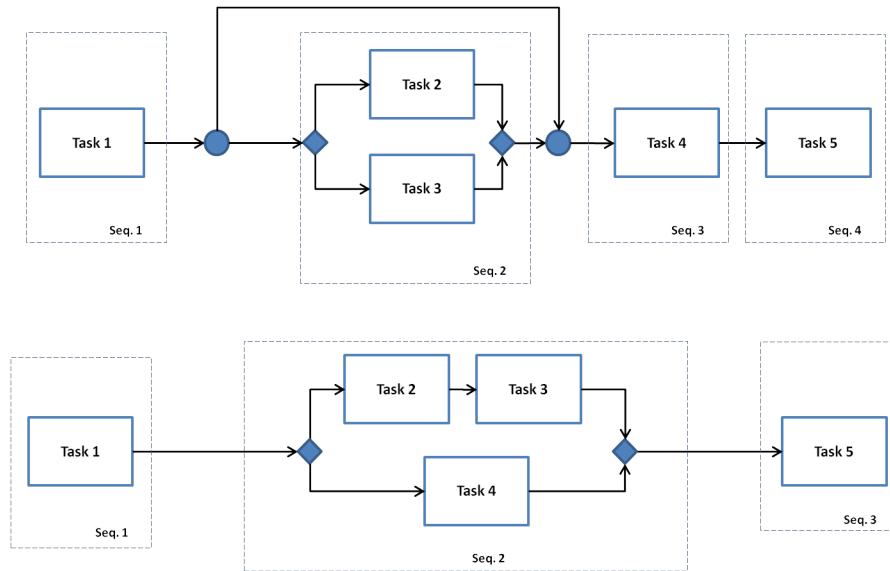 Task 1
Task 2
Task 3
Task 4
Task 5
Seq. 1
Seq. 2
Seq. 3
Seq. 4
Task 1
Task 2
Task 3
Task 4
Task 5
Seq. 1
Seq. 2
Seq. 3